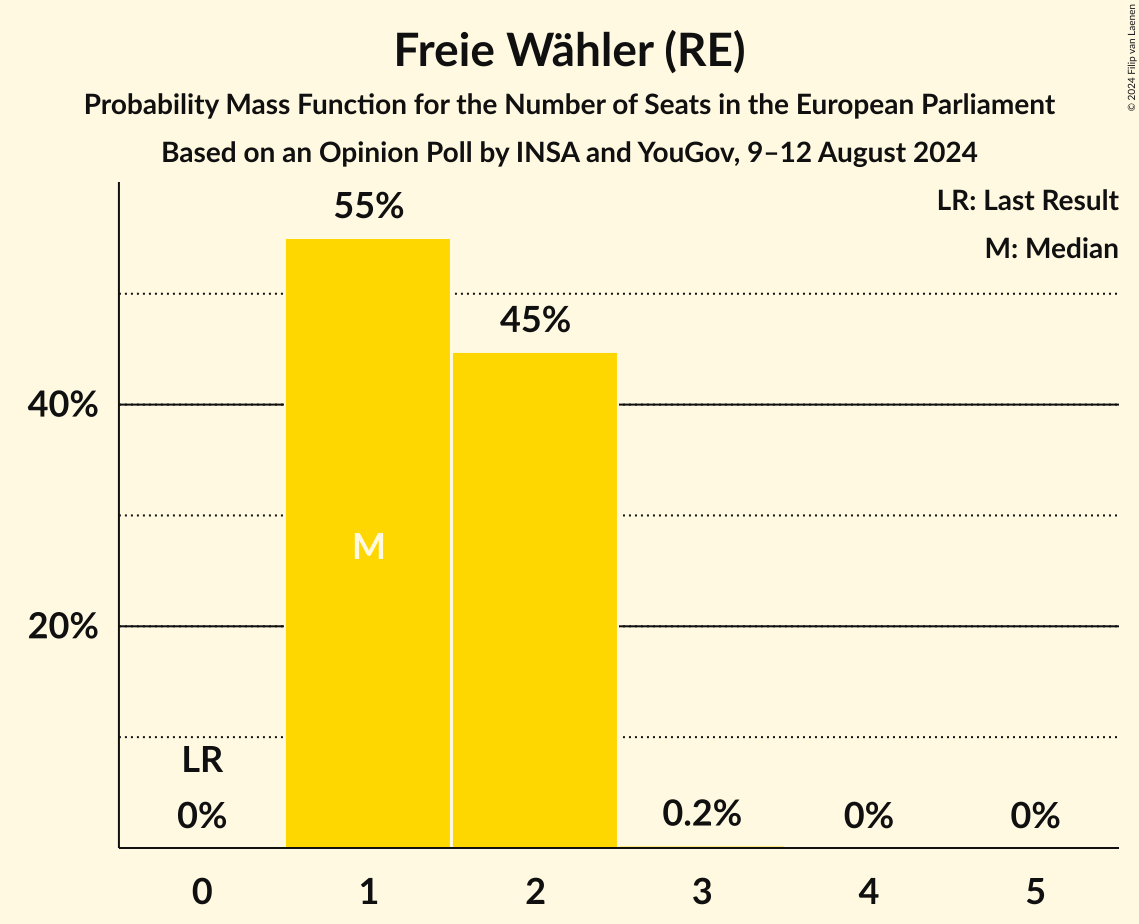 Freie Wähler (RE)
Probability Mass Function for the Number of Seats in the European Parliament
Based on an Opinion Poll by INSA and YouGov, 9–12 August 2024
© 2024 Filip van Laenen
LR: Last Result
M: Median
55%
45%
40%
M
20%
LR
0%
0.2%
0%
0%
0 1 2 3 4 5